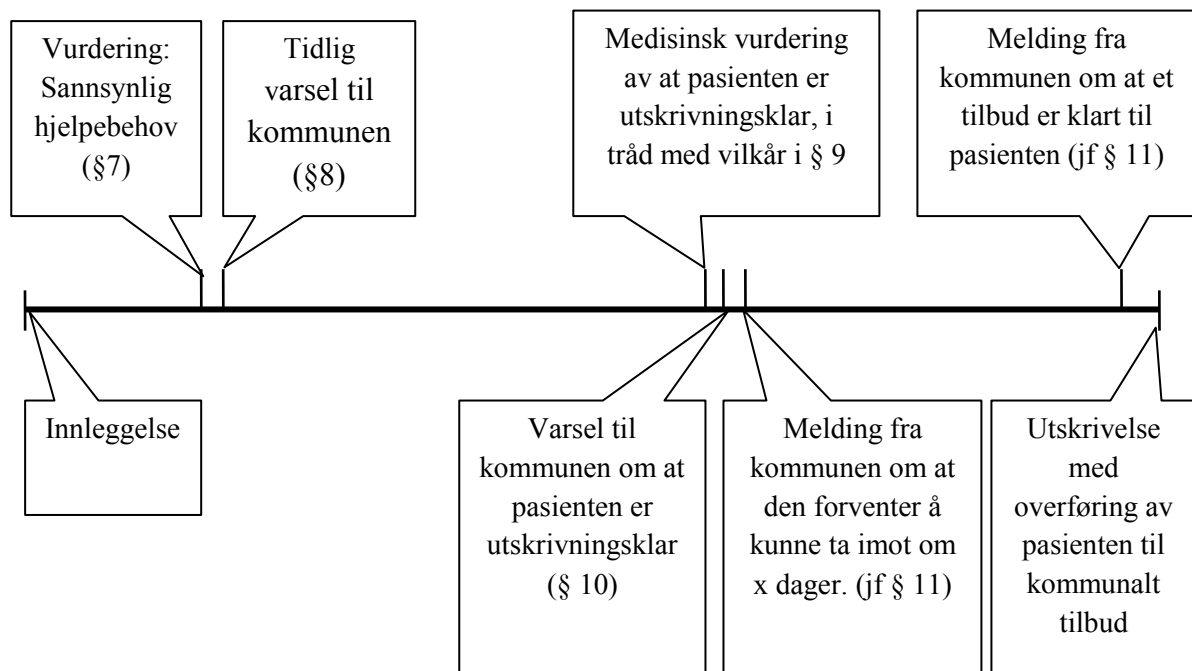 Vurdering:
Sannsynlig
hjelpebehov
(§7)
Tidlig
varsel til
kommunen
(§8)
Medisinsk vurdering
av at pasienten er
utskrivningsklar, i
tråd med vilkår i § 9
Melding fra
kommunen om at et
tilbud er klart til
pasienten (jf § 11)
Innleggelse
Varsel til
kommunen om at
pasienten er
utskrivningsklar
(§ 10)
Melding fra
kommunen om at
den forventer å
kunne ta imot om
x dager. (jf § 11)
Utskrivelse
med
overføring av
pasienten til
kommunalt
tilbud